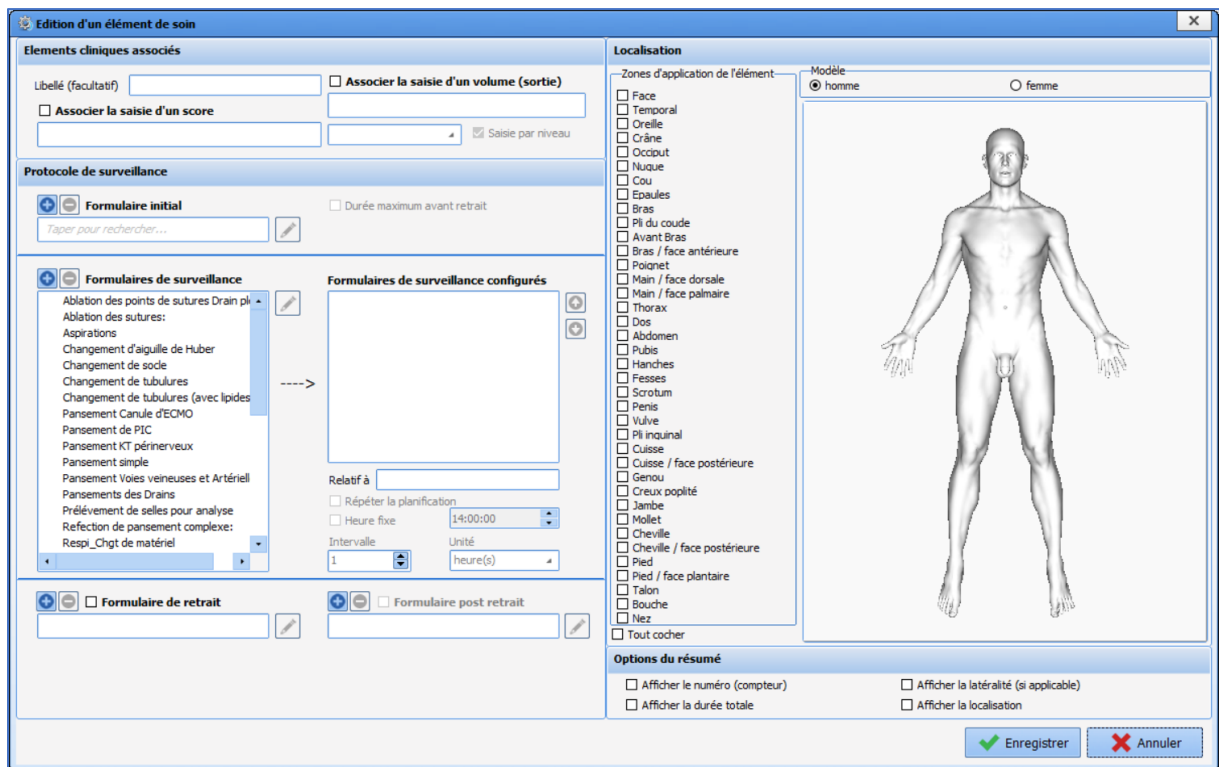 Edition d'un élément de soin
Elements cliniques associés
Libellé (facultatif)
Associer la saisie d'un volume (sortie)
Associer la saisie d'un score
Saisie par niveau
Protocole de surveillance
Formulaire initial
Durée maximum avant retrait
Taper pour rechercher...
Formulaires de surveillance
Formulaires de surveillance configurés
Ablation des points de sutures Drain ple
Ablation des sutures:
Aspirations
Changement d'aiguille de Huber
Changement de socle
Changement de tubulures
---->
Changement de tubulures (avec lipides
Pansement Canule d'ECMO
Pansement de PIC
Pansement KT périnerveux
Pansement simple
Pansement Voies veineuses et Artériell
Pansements des Drains
Prélévement de selles pour analyse
Refection de pansement complexe:
Respi_Chgt de matériel
Relatif à
Répéter la planification
Heure fixe
14:00:00
Intervalle
Unité
1
heure(s)
Formulaire de retrait
Formulaire post retrait
Localisation
Zones d'application de l'élément
Modèle
homme
femme
Face
Temporal
Oreille
Crâne
Occiput
Nuque
Cou
Epaules
Bras
Pli du coude
Avant Bras
Bras / face antérieure
Poignet
Main / face dorsale
Main / face palmaire
Thorax
Dos
Abdomen
Pubis
Hanches
Fesses
Scrotum
Penis
Vulve
Pli inguinal
Cuisse
Cuisse / face postérieure
Genou
Creux poplité
Jambe
Mollet
Cheville
Cheville / face postérieure
Pied
Pied / face plantaire
Talon
Bouche
Nez
Tout cocher
Options du résumé
Afficher le numéro (compteur)
Afficher la latéralité (si applicable)
Afficher la durée totale
Afficher la localisation
Enregistrer
Annuler